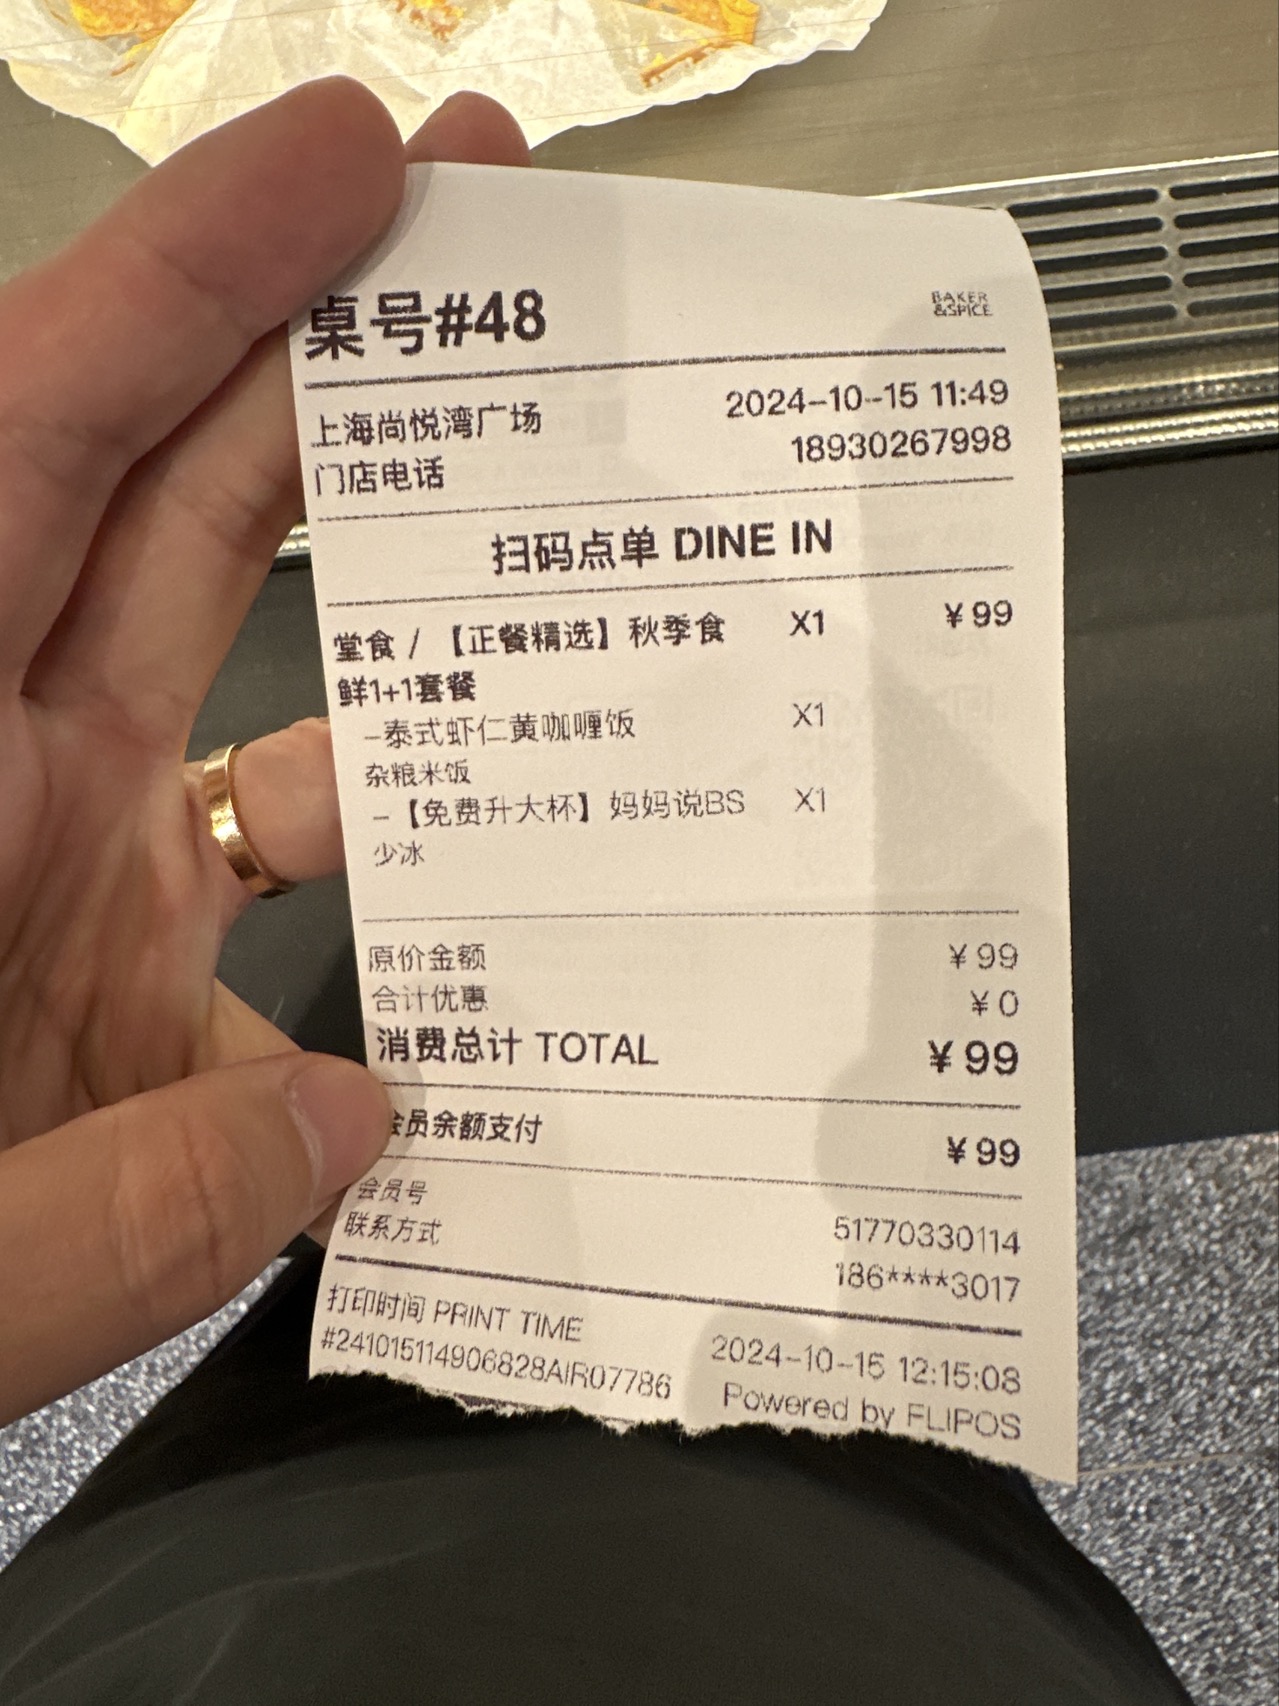 桌号#48
BAKER
&SPICE
上海尚悦湾广场 2024-10-15 11:49
门店电话 18930267998
扫码点单 DINE IN
堂食 / 【正餐精选】秋季食 X1 ¥99
鲜1+1套餐
-泰式虾仁黄咖喱饭 X1
杂粮米饭
-【免费升大杯】妈妈说BS X1
少冰
原价金额 ¥99
合计优惠 ¥0
消费总计 TOTAL ¥99
会员余额支付 ¥99
会员号 51770330114
联系方式 186****3017
打印时间 PRINT TIME 2024-10-15 12:15:08
#241015114906828AIR07786 Powered by FLIPOS